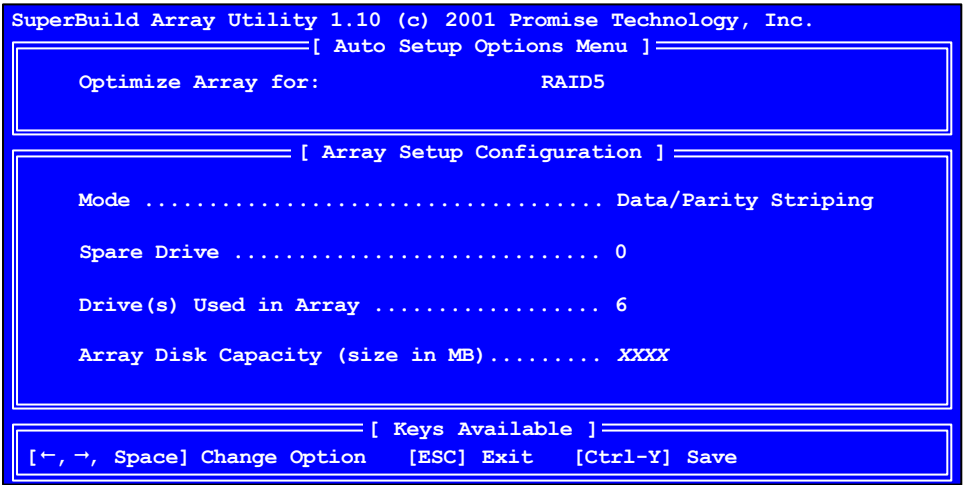 SuperBuild Array Utility 1.10 (c) 2001 Promise Technology, Inc.
[ Auto Setup Options Menu ]
Optimize Array for: RAID5
[ Array Setup Configuration ]
Mode .................................... Data/Parity Striping
Spare Drive ............................. 0
Drive(s) Used in Array .................. 6
Array Disk Capacity (size in MB)......... XXXX
[ Keys Available ]
[←,→, Space] Change Option [ESC] Exit [Ctrl-Y] Save